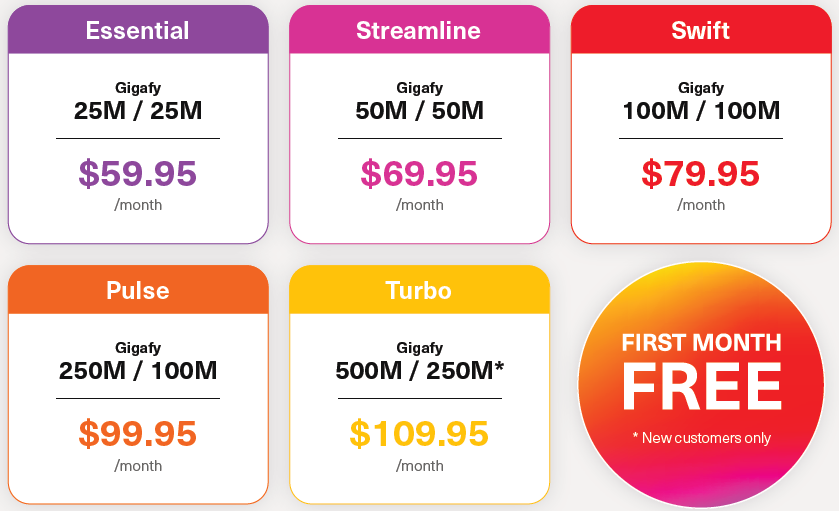 Essential
Gigafy
25M / 25M
$59.95
/month
Streamline
Gigafy
50M / 50M
$69.95
/month
Swift
Gigafy
100M / 100M
$79.95
/month
Pulse
Gigafy
250M / 100M
$99.95
/month
Turbo
Gigafy
500M / 250M*
$109.95
/month
FIRST MONTH
FREE
* New customers only